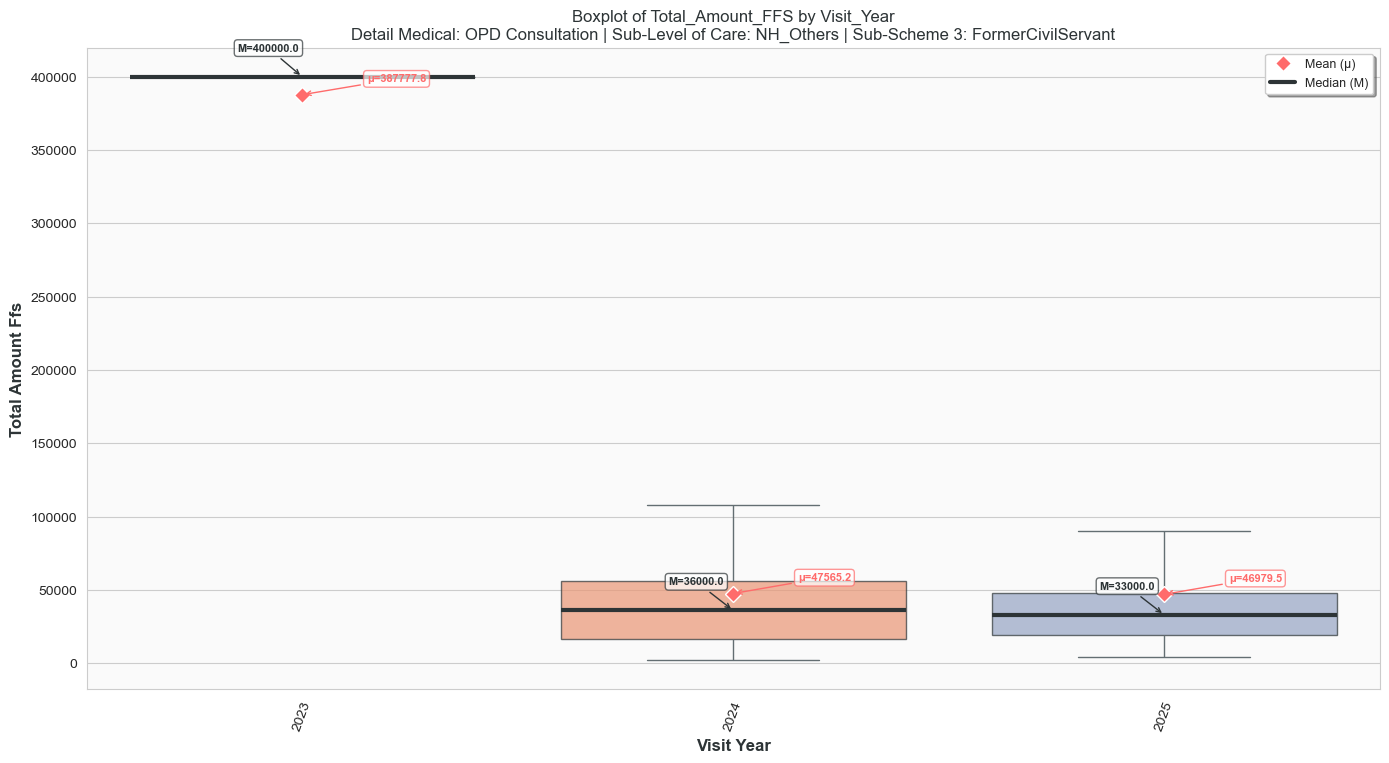 Boxplot of Total_Amount_FFS by Visit_Year
Detail Medical: OPD Consultation | Sub-Level of Care: NH_Others | Sub-Scheme 3: FormerCivilServant
M=400000.0
μ=387777.8
Mean (μ)
Median (M)
400000
350000
300000
250000
200000
150000
100000
50000
0
Total Amount Ffs
M=36000.0
μ=47565.2
M=33000.0
μ=46979.5
2023
2024
2025
Visit Year